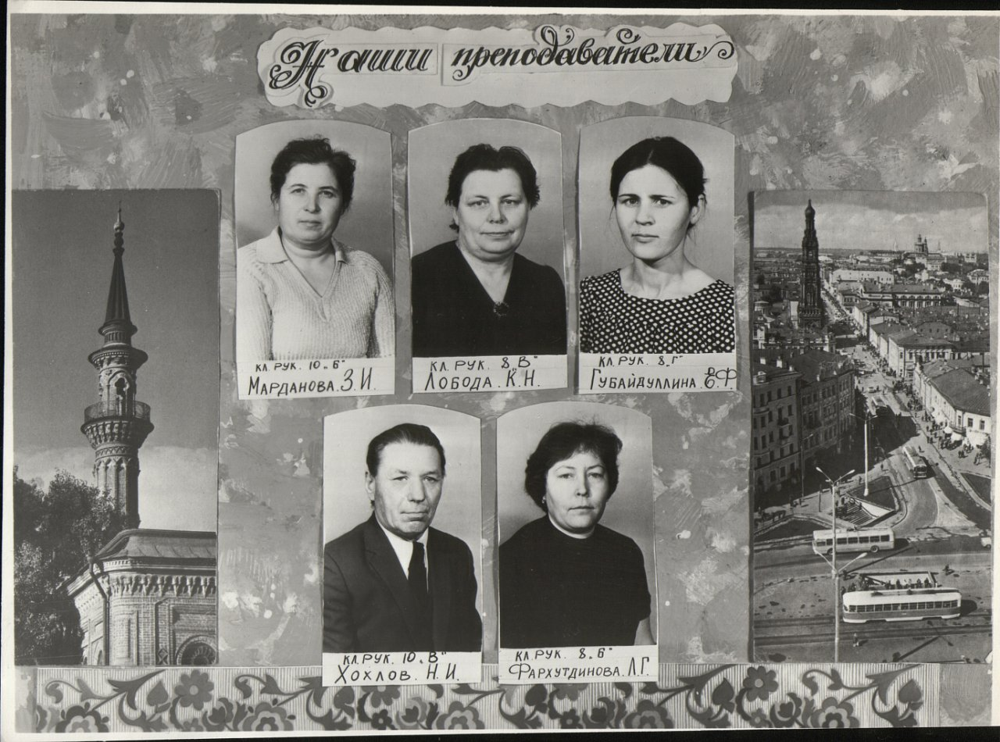 Наши преподаватели
КЛ. РУК. 10 „Б"
МАРДАНОВА. З.И.
КЛ. РУК. 8 „В"
ЛОБОДА. К.Н.
КЛ. РУК. 8 „Г"
ГУБАЙДУЛЛИНА. Ф.
КЛ. РУК. 10 „В"
ХОХЛОВ. Н.И.
КЛ. РУК. 8 „Б"
ФАРХУТДИНОВА. Л.Г.